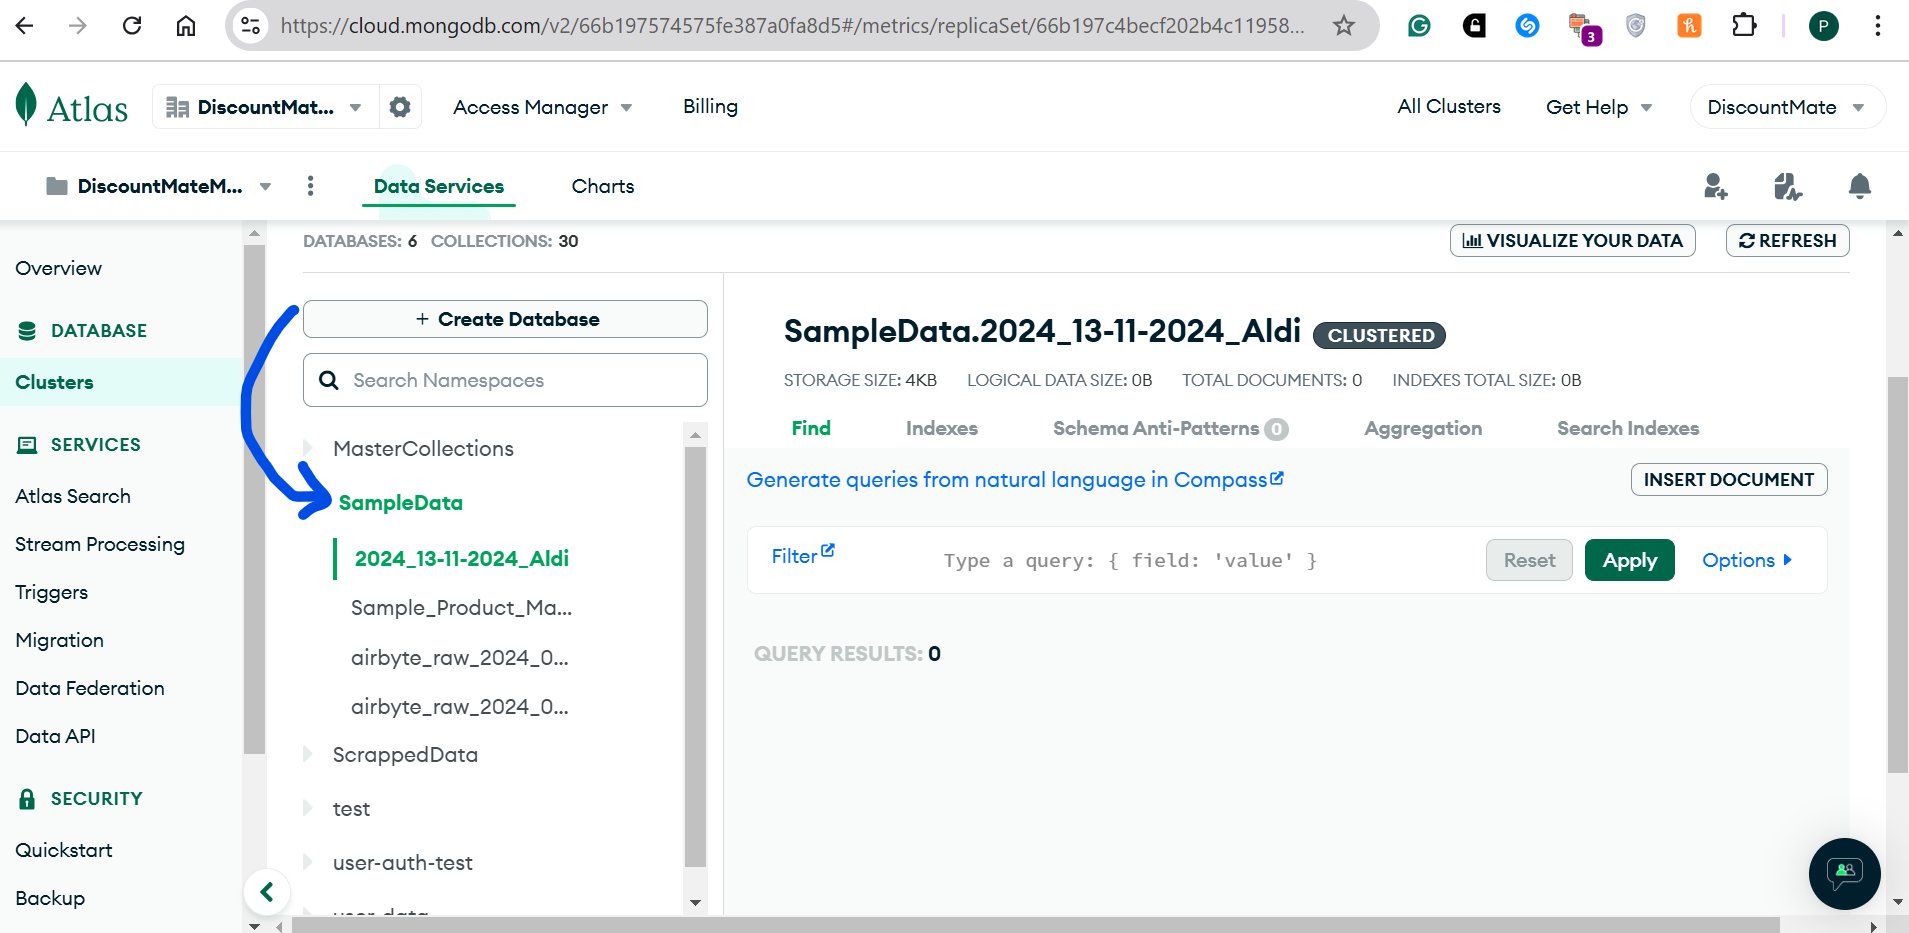 https://cloud.mongodb.com/v2/66b197574575fe387a0fa8d5#/metrics/replicaSet/66b197c4becf202b4c11958...
3
P
Atlas
DiscountMat...
Access Manager
Billing
All Clusters
Get Help
DiscountMate
DiscountMateM...
Data Services
Charts
Overview
DATABASE
Clusters
SERVICES
Atlas Search
Stream Processing
Triggers
Migration
Data Federation
Data API
SECURITY
Quickstart
Backup
DATABASES: 6 COLLECTIONS: 30
VISUALIZE YOUR DATA
REFRESH
+ Create Database
Search Namespaces
MasterCollections
SampleData
2024_13-11-2024_Aldi
Sample_Product_Ma...
airbyte_raw_2024_0...
airbyte_raw_2024_0...
ScrappedData
test
user-auth-test
user-data
SampleData.2024_13-11-2024_Aldi CLUSTERED
STORAGE SIZE: 4KB LOGICAL DATA SIZE: 0B TOTAL DOCUMENTS: 0 INDEXES TOTAL SIZE: 0B
Find Indexes Schema Anti-Patterns 0 Aggregation Search Indexes
Generate queries from natural language in Compass
INSERT DOCUMENT
Filter Type a query: { field: 'value' } Reset Apply Options
QUERY RESULTS: 0